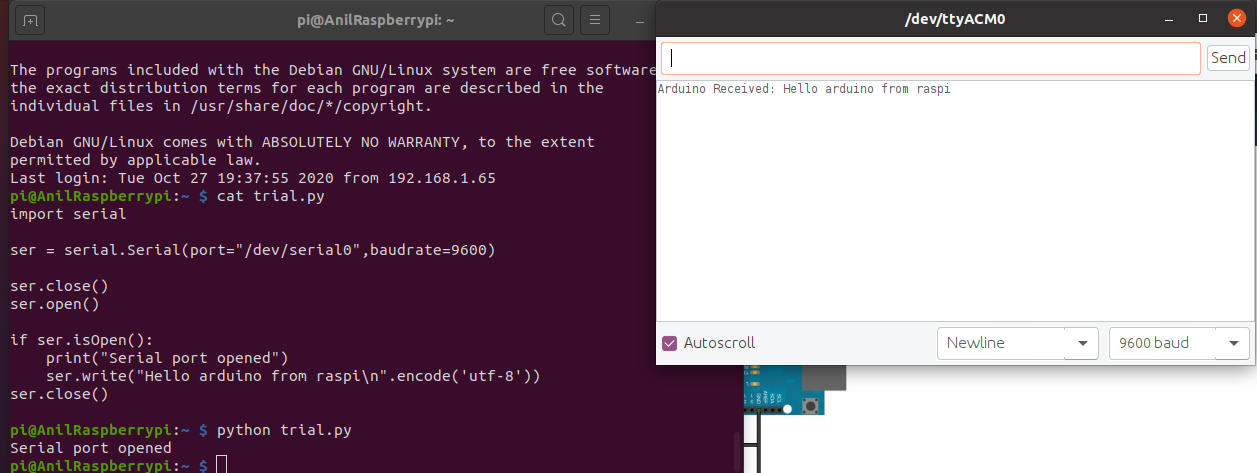 pi@AnilRaspberrypi: ~
The programs included with the Debian GNU/Linux system are free software
the exact distribution terms for each program are described in the
individual files in /usr/share/doc/*/copyright.
Debian GNU/Linux comes with ABSOLUTELY NO WARRANTY, to the extent
permitted by applicable law.
Last login: Tue Oct 27 19:37:55 2020 from 192.168.1.65
pi@AnilRaspberrypi:~ $ cat trial.py
import serial
ser = serial.Serial(port="/dev/serial0",baudrate=9600)
ser.close()
ser.open()
if ser.isOpen():
    print("Serial port opened")
    ser.write("Hello arduino from raspi\n".encode('utf-8'))
ser.close()
pi@AnilRaspberrypi:~ $ python trial.py
Serial port opened
pi@AnilRaspberrypi:~ $
/dev/ttyACM0
Send
Arduino Received: Hello arduino from raspi
Autoscroll
Newline
9600 baud